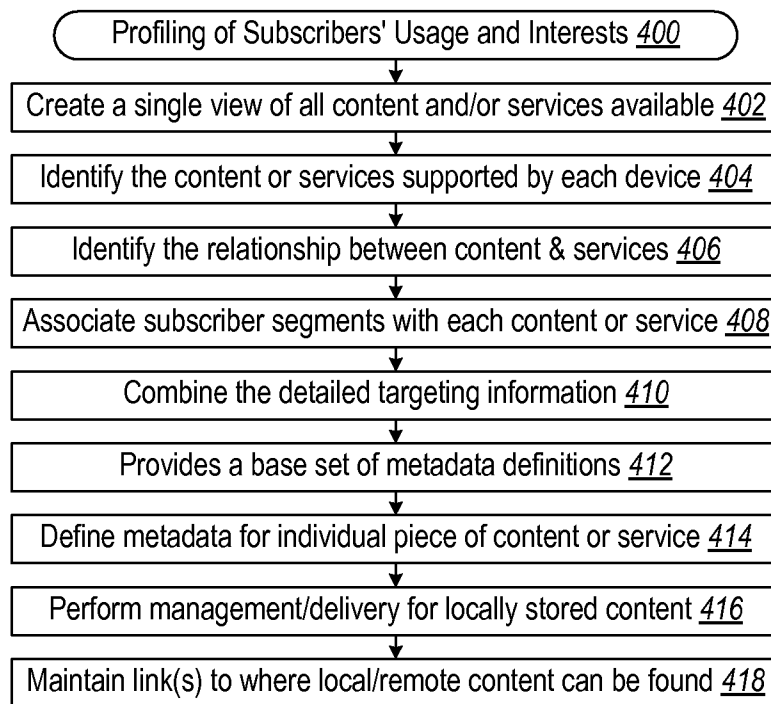 Profiling of Subscribers' Usage and Interests 400
Create a single view of all content and/or services available 402
Identify the content or services supported by each device 404
Identify the relationship between content & services 406
Associate subscriber segments with each content or service 408
Combine the detailed targeting information 410
Provides a base set of metadata definitions 412
Define metadata for individual piece of content or service 414
Perform management/delivery for locally stored content 416
Maintain link(s) to where local/remote content can be found 418